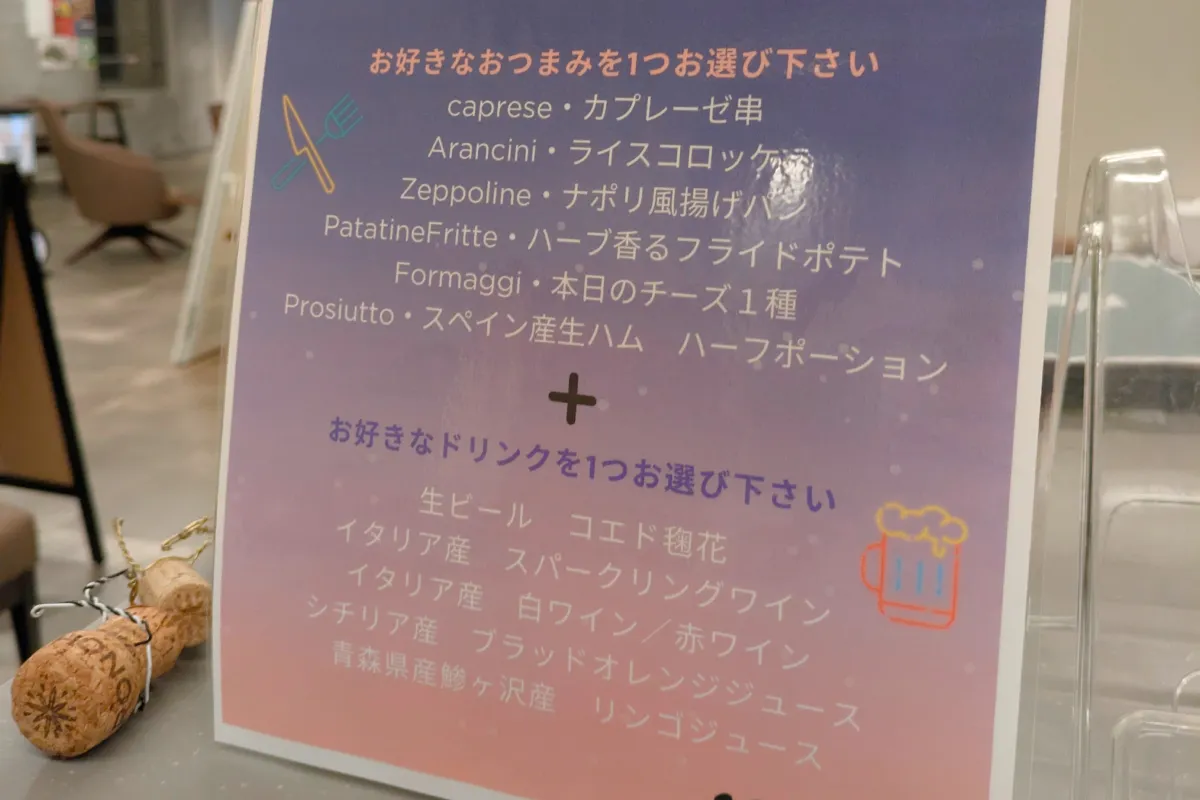 お好きなおつまみを1つお選び下さい
caprese・カプレーゼ串
Arancini・ライスコロッケ
Zeppoline・ナポリ風揚げパン
PatatineFritte・ハーブ香るフライドポテト
Formaggi・本日のチーズ１種
Prosiutto・スペイン産生ハム　ハーフポーション
+
お好きなドリンクを1つお選び下さい
生ビール　コエド毱花
イタリア産　スパークリングワイン
イタリア産　白ワイン／赤ワイン
シチリア産　ブラッドオレンジジュース
青森県産鰺ヶ沢産　リンゴジュース